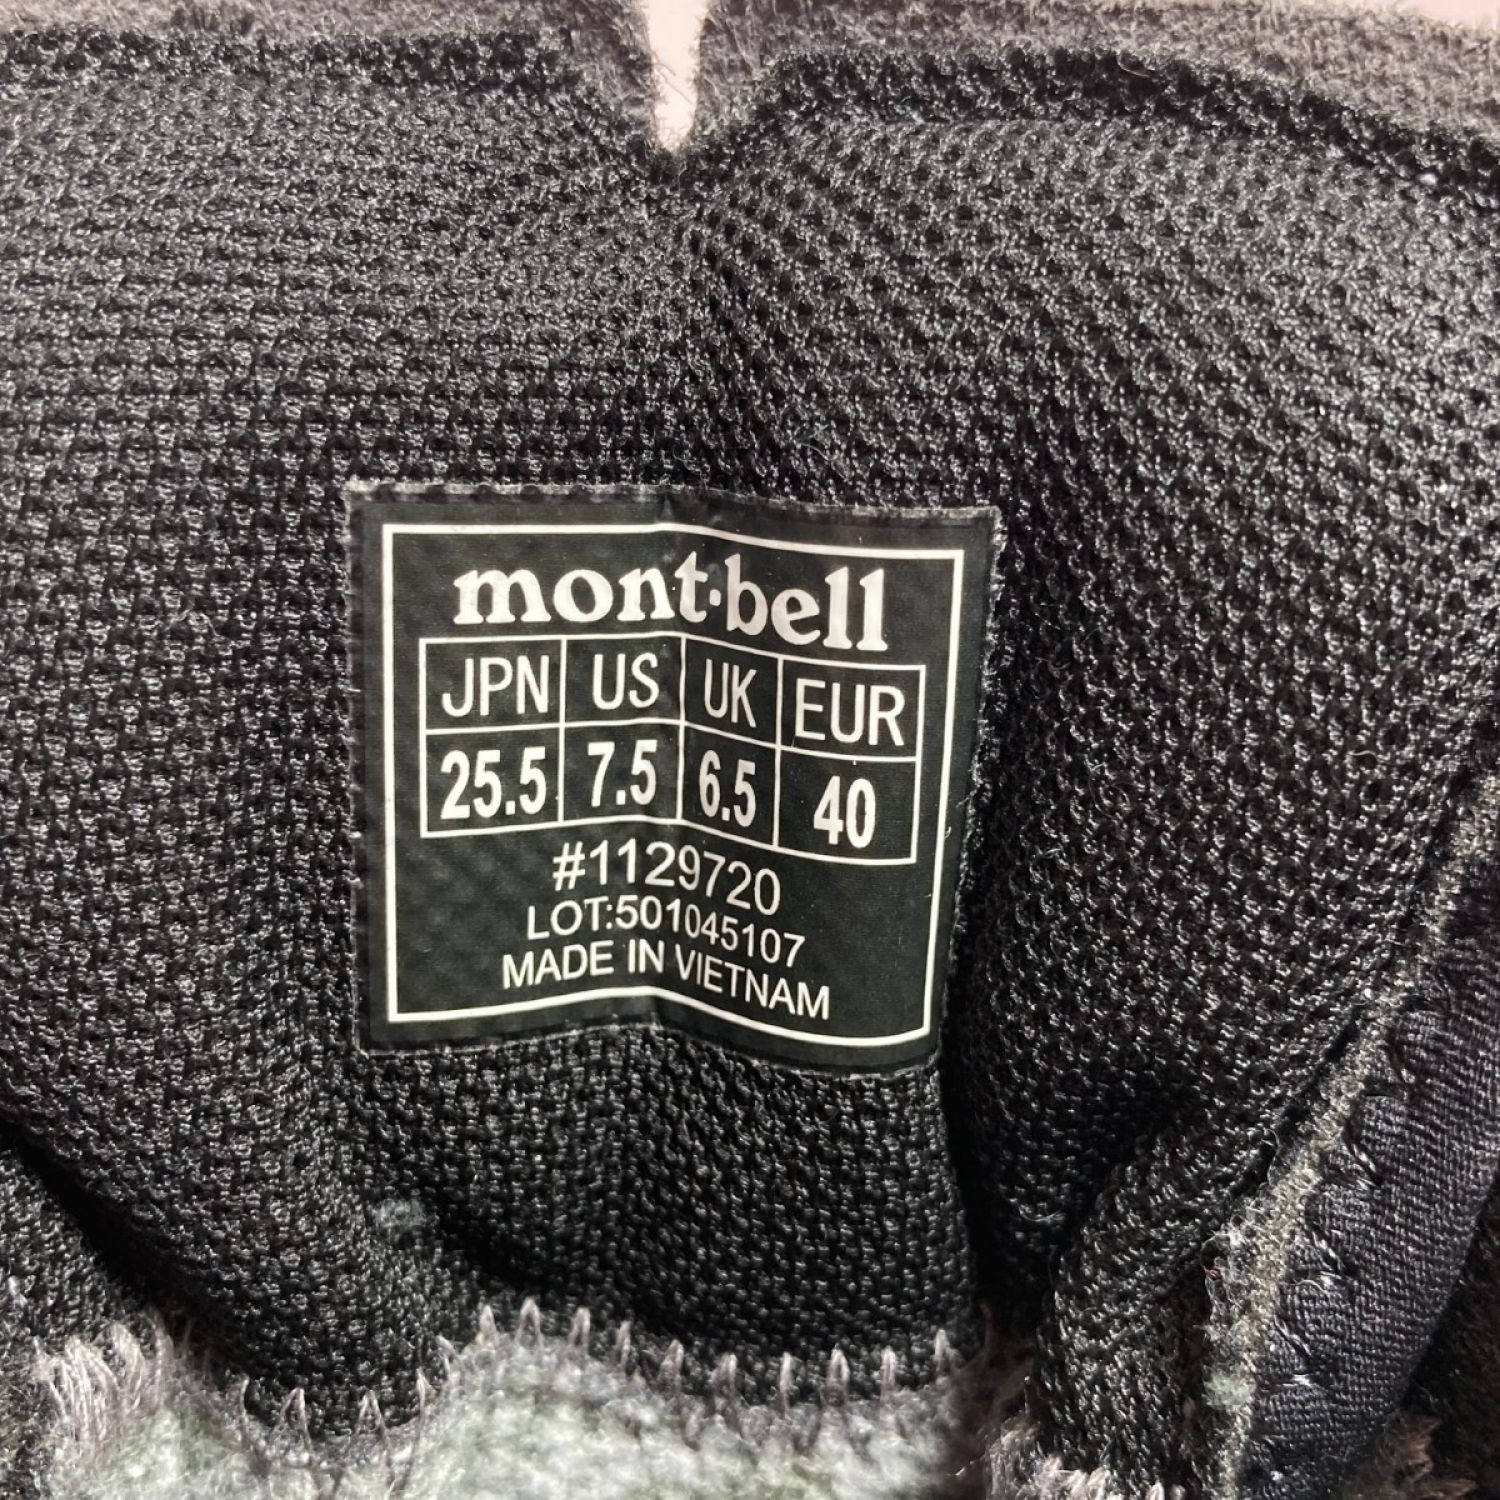 mont·bell
JPN US UK EUR
25.5 7.5 6.5 40
#1129720
LOT:501045107
MADE IN VIETNAM